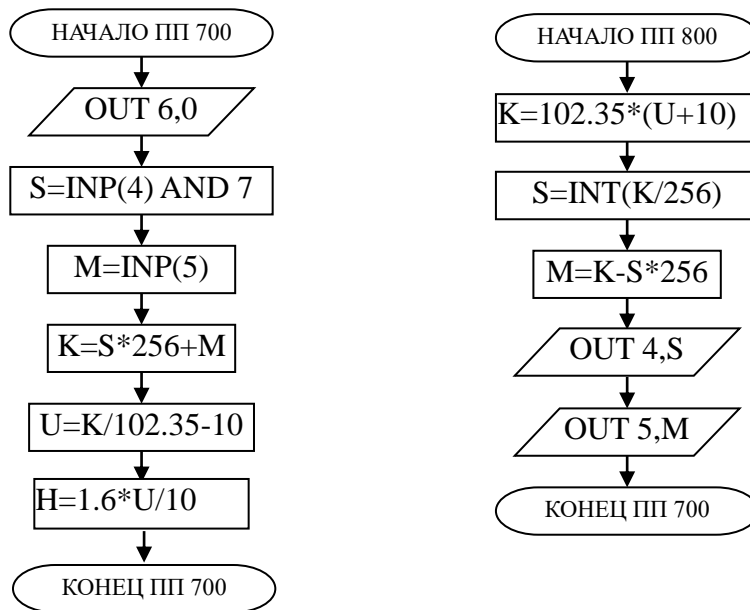 НАЧАЛО ПП 700
OUT 6,0
S=INP(4) AND 7
M=INP(5)
K=S*256+M
U=K/102.35-10
H=1.6*U/10
КОНЕЦ ПП 700
НАЧАЛО ПП 800
K=102.35*(U+10)
S=INT(K/256)
M=K-S*256
OUT 4,S
OUT 5,M
КОНЕЦ ПП 700